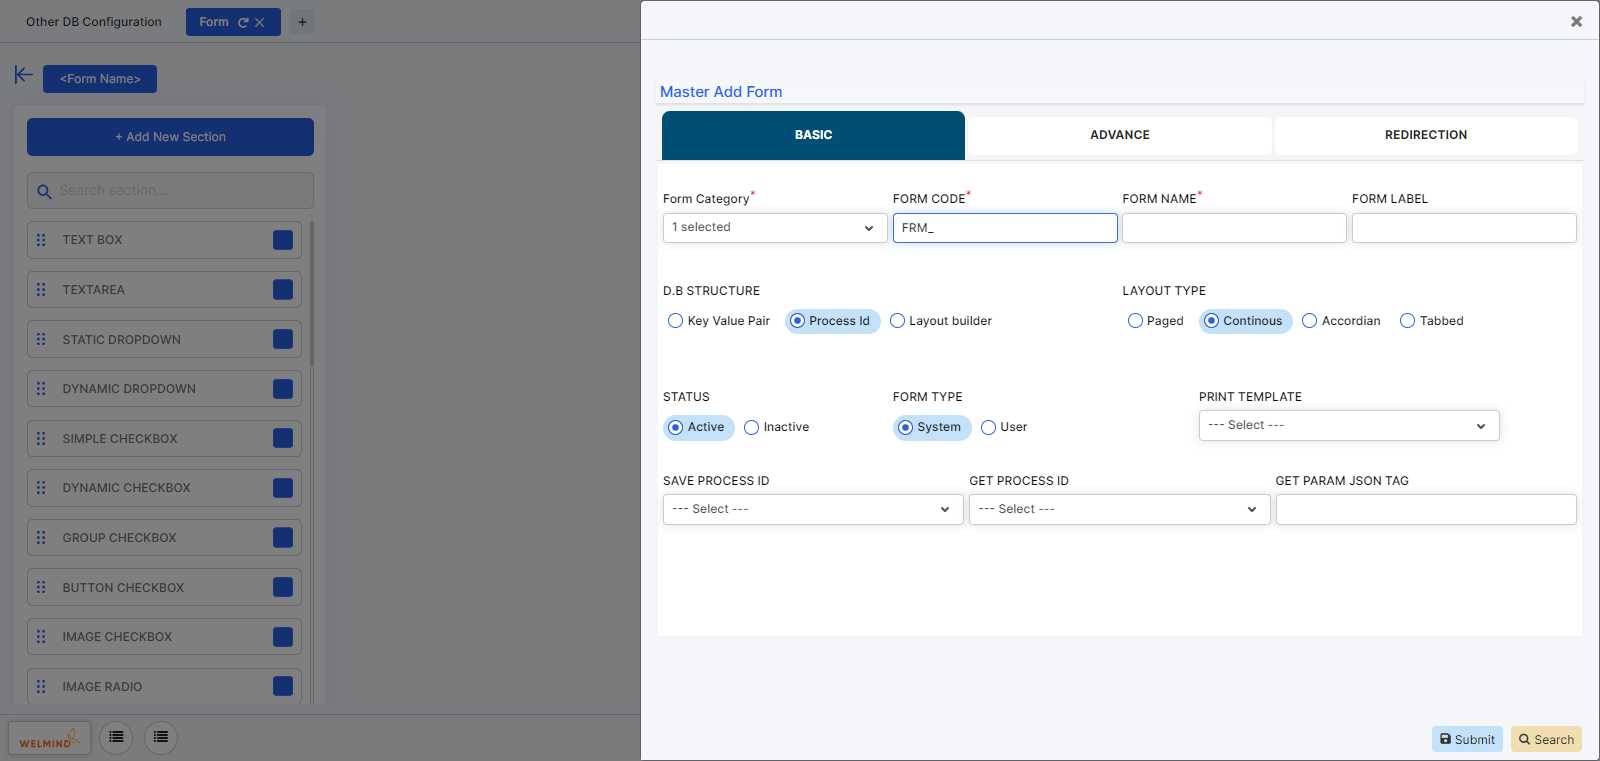 Other DB Configuration
Form
+
<Form Name>
+ Add New Section
Search section...
TEXT BOX
TEXTAREA
STATIC DROPDOWN
DYNAMIC DROPDOWN
SIMPLE CHECKBOX
DYNAMIC CHECKBOX
GROUP CHECKBOX
BUTTON CHECKBOX
IMAGE CHECKBOX
IMAGE RADIO
WELMIND
Master Add Form
BASIC ADVANCE REDIRECTION
Form Category* FORM CODE* FORM NAME* FORM LABEL
1 selected FRM_
D.B STRUCTURE LAYOUT TYPE
Key Value Pair Process Id Layout builder Paged Continous Accordian Tabbed
STATUS FORM TYPE PRINT TEMPLATE
Active Inactive System User --- Select ---
SAVE PROCESS ID GET PROCESS ID GET PARAM JSON TAG
--- Select --- --- Select ---
Submit Search